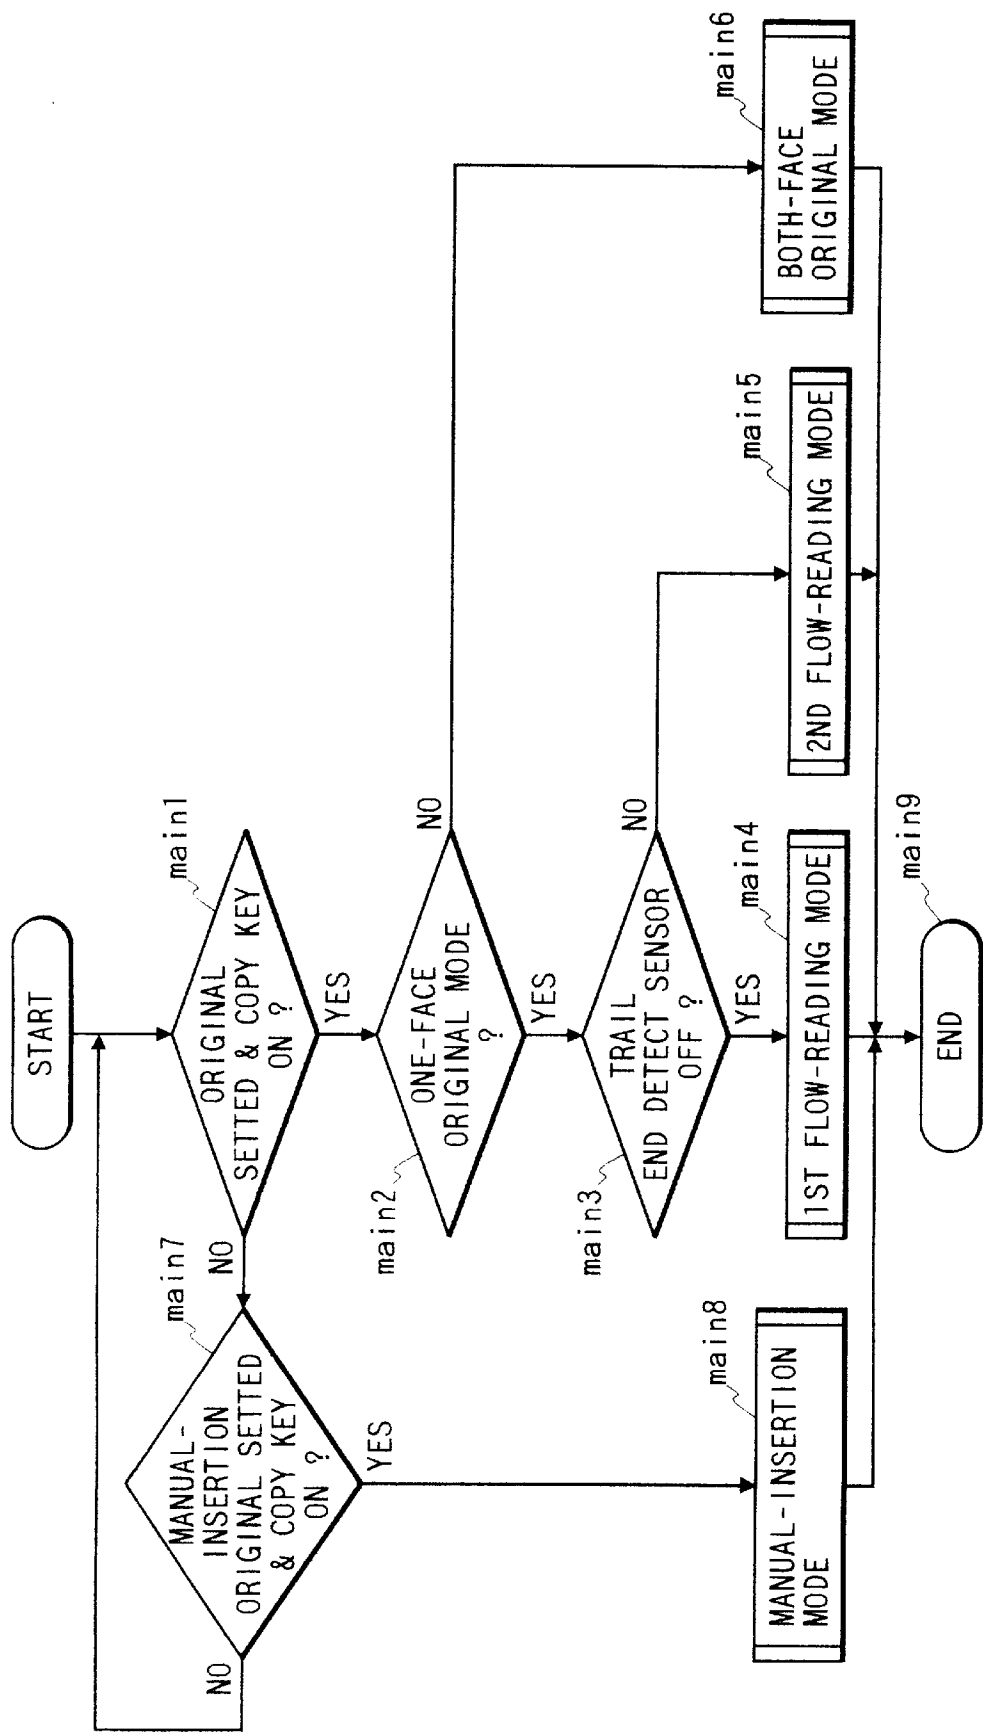 START
main1
ORIGINAL
SETTED & COPY KEY
ON ?
NO
YES
main7
MANUAL-
INSERTION
ORIGINAL SETTED
& COPY KEY
ON ?
NO
YES
main2
ONE-FACE
ORIGINAL MODE
?
NO
YES
main3
TRAIL
END DETECT SENSOR
OFF ?
NO
YES
main8
MANUAL-INSERTION
MODE
main4
1ST FLOW-READING MODE
main5
2ND FLOW-READING MODE
main6
BOTH-FACE
ORIGINAL MODE
main9
END